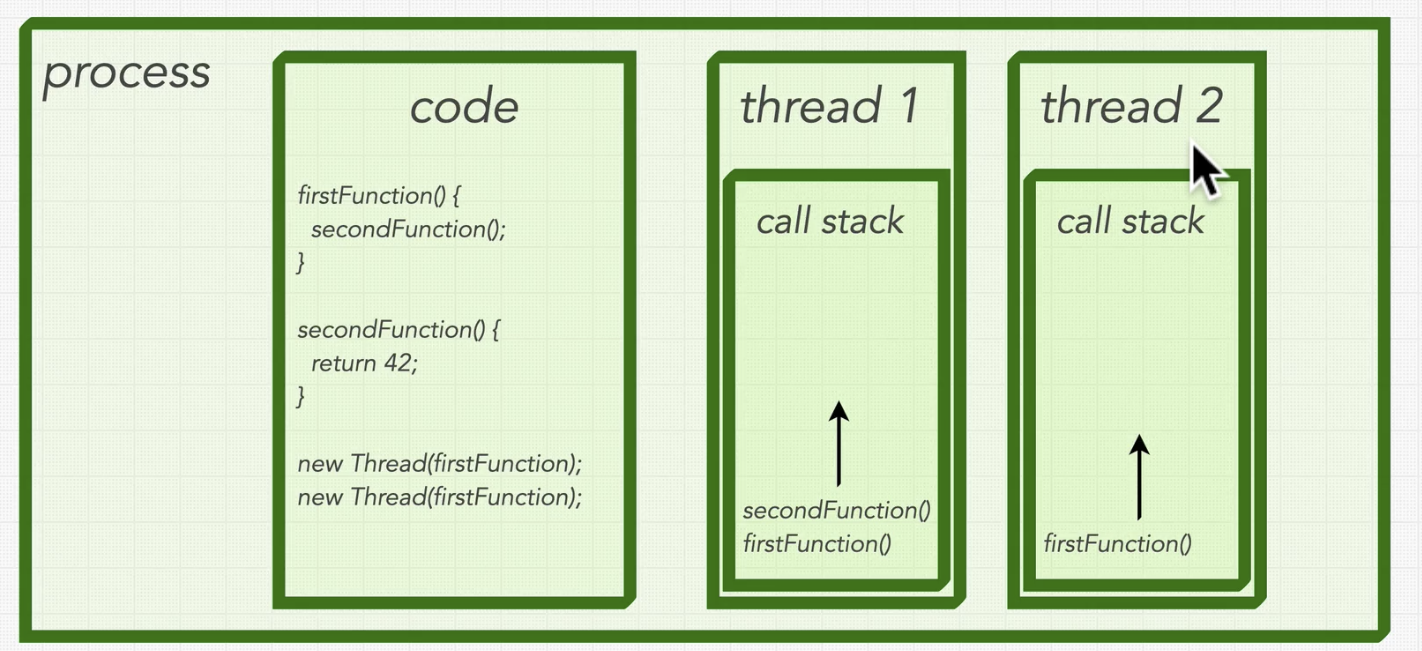 process
code
firstFunction() {
secondFunction();
}
secondFunction() {
return 42;
}
new Thread(firstFunction);
new Thread(firstFunction);
thread 1
call stack
secondFunction()
firstFunction()
thread 2
call stack
firstFunction()